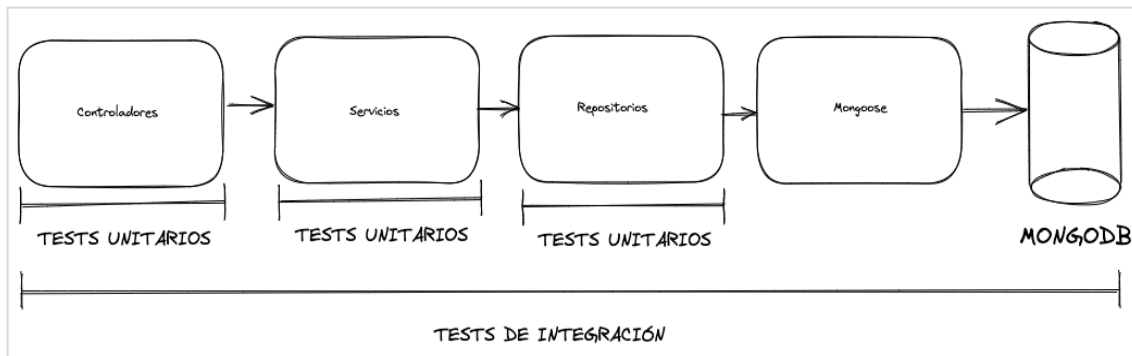 Controladores
Servicios
Repositorios
Mongoose
TESTS UNITARIOS
TESTS UNITARIOS
TESTS UNITARIOS
MONGODB
TESTS DE INTEGRACIÓN